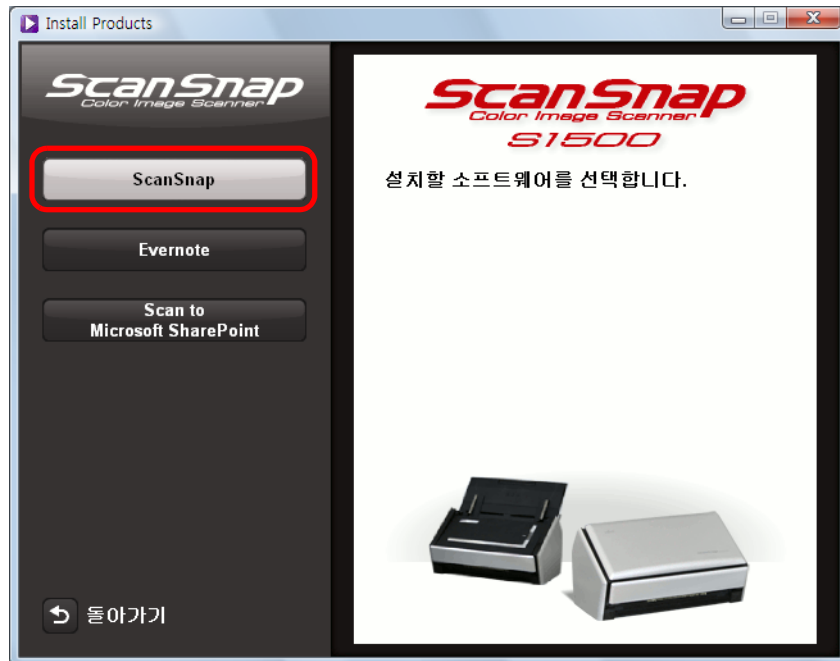 Install Products
ScanSnap
Color Image Scanner
ScanSnap
Evernote
Scan to
Microsoft SharePoint
돌아가기
ScanSnap
Color Image Scanner
S1500
설치할 소프트웨어를 선택합니다.